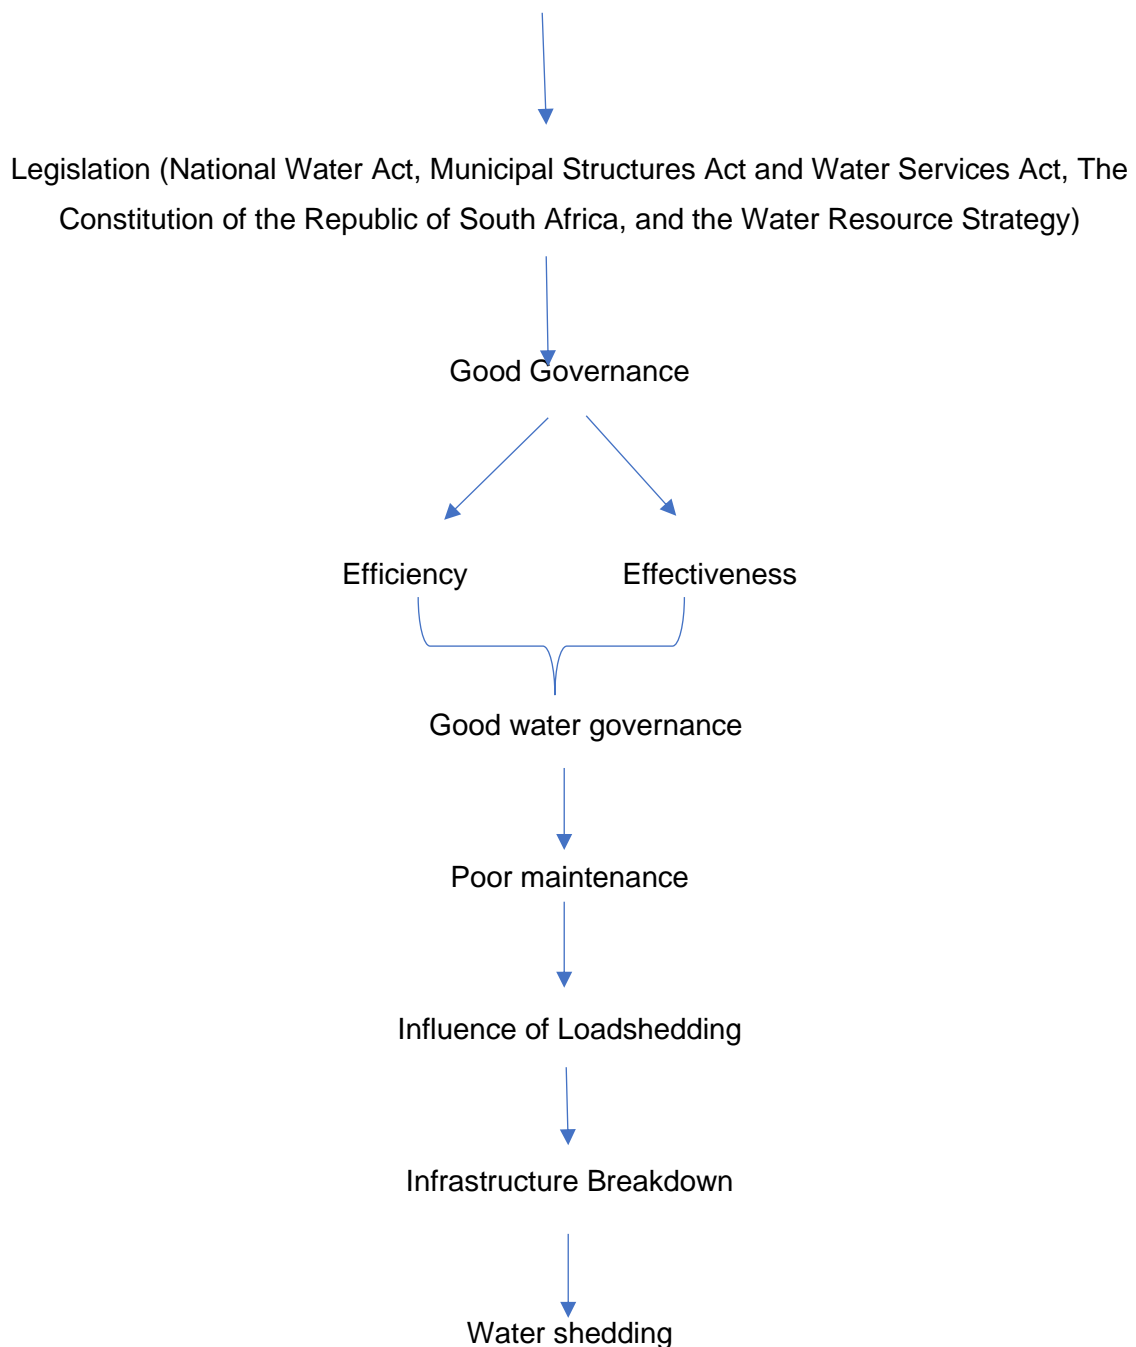 Legislation (National Water Act, Municipal Structures Act and Water Services Act, The
Constitution of the Republic of South Africa, and the Water Resource Strategy)
Good Governance
Efficiency Effectiveness
Good water governance
Poor maintenance
Influence of Loadshedding
Infrastructure Breakdown
Water shedding